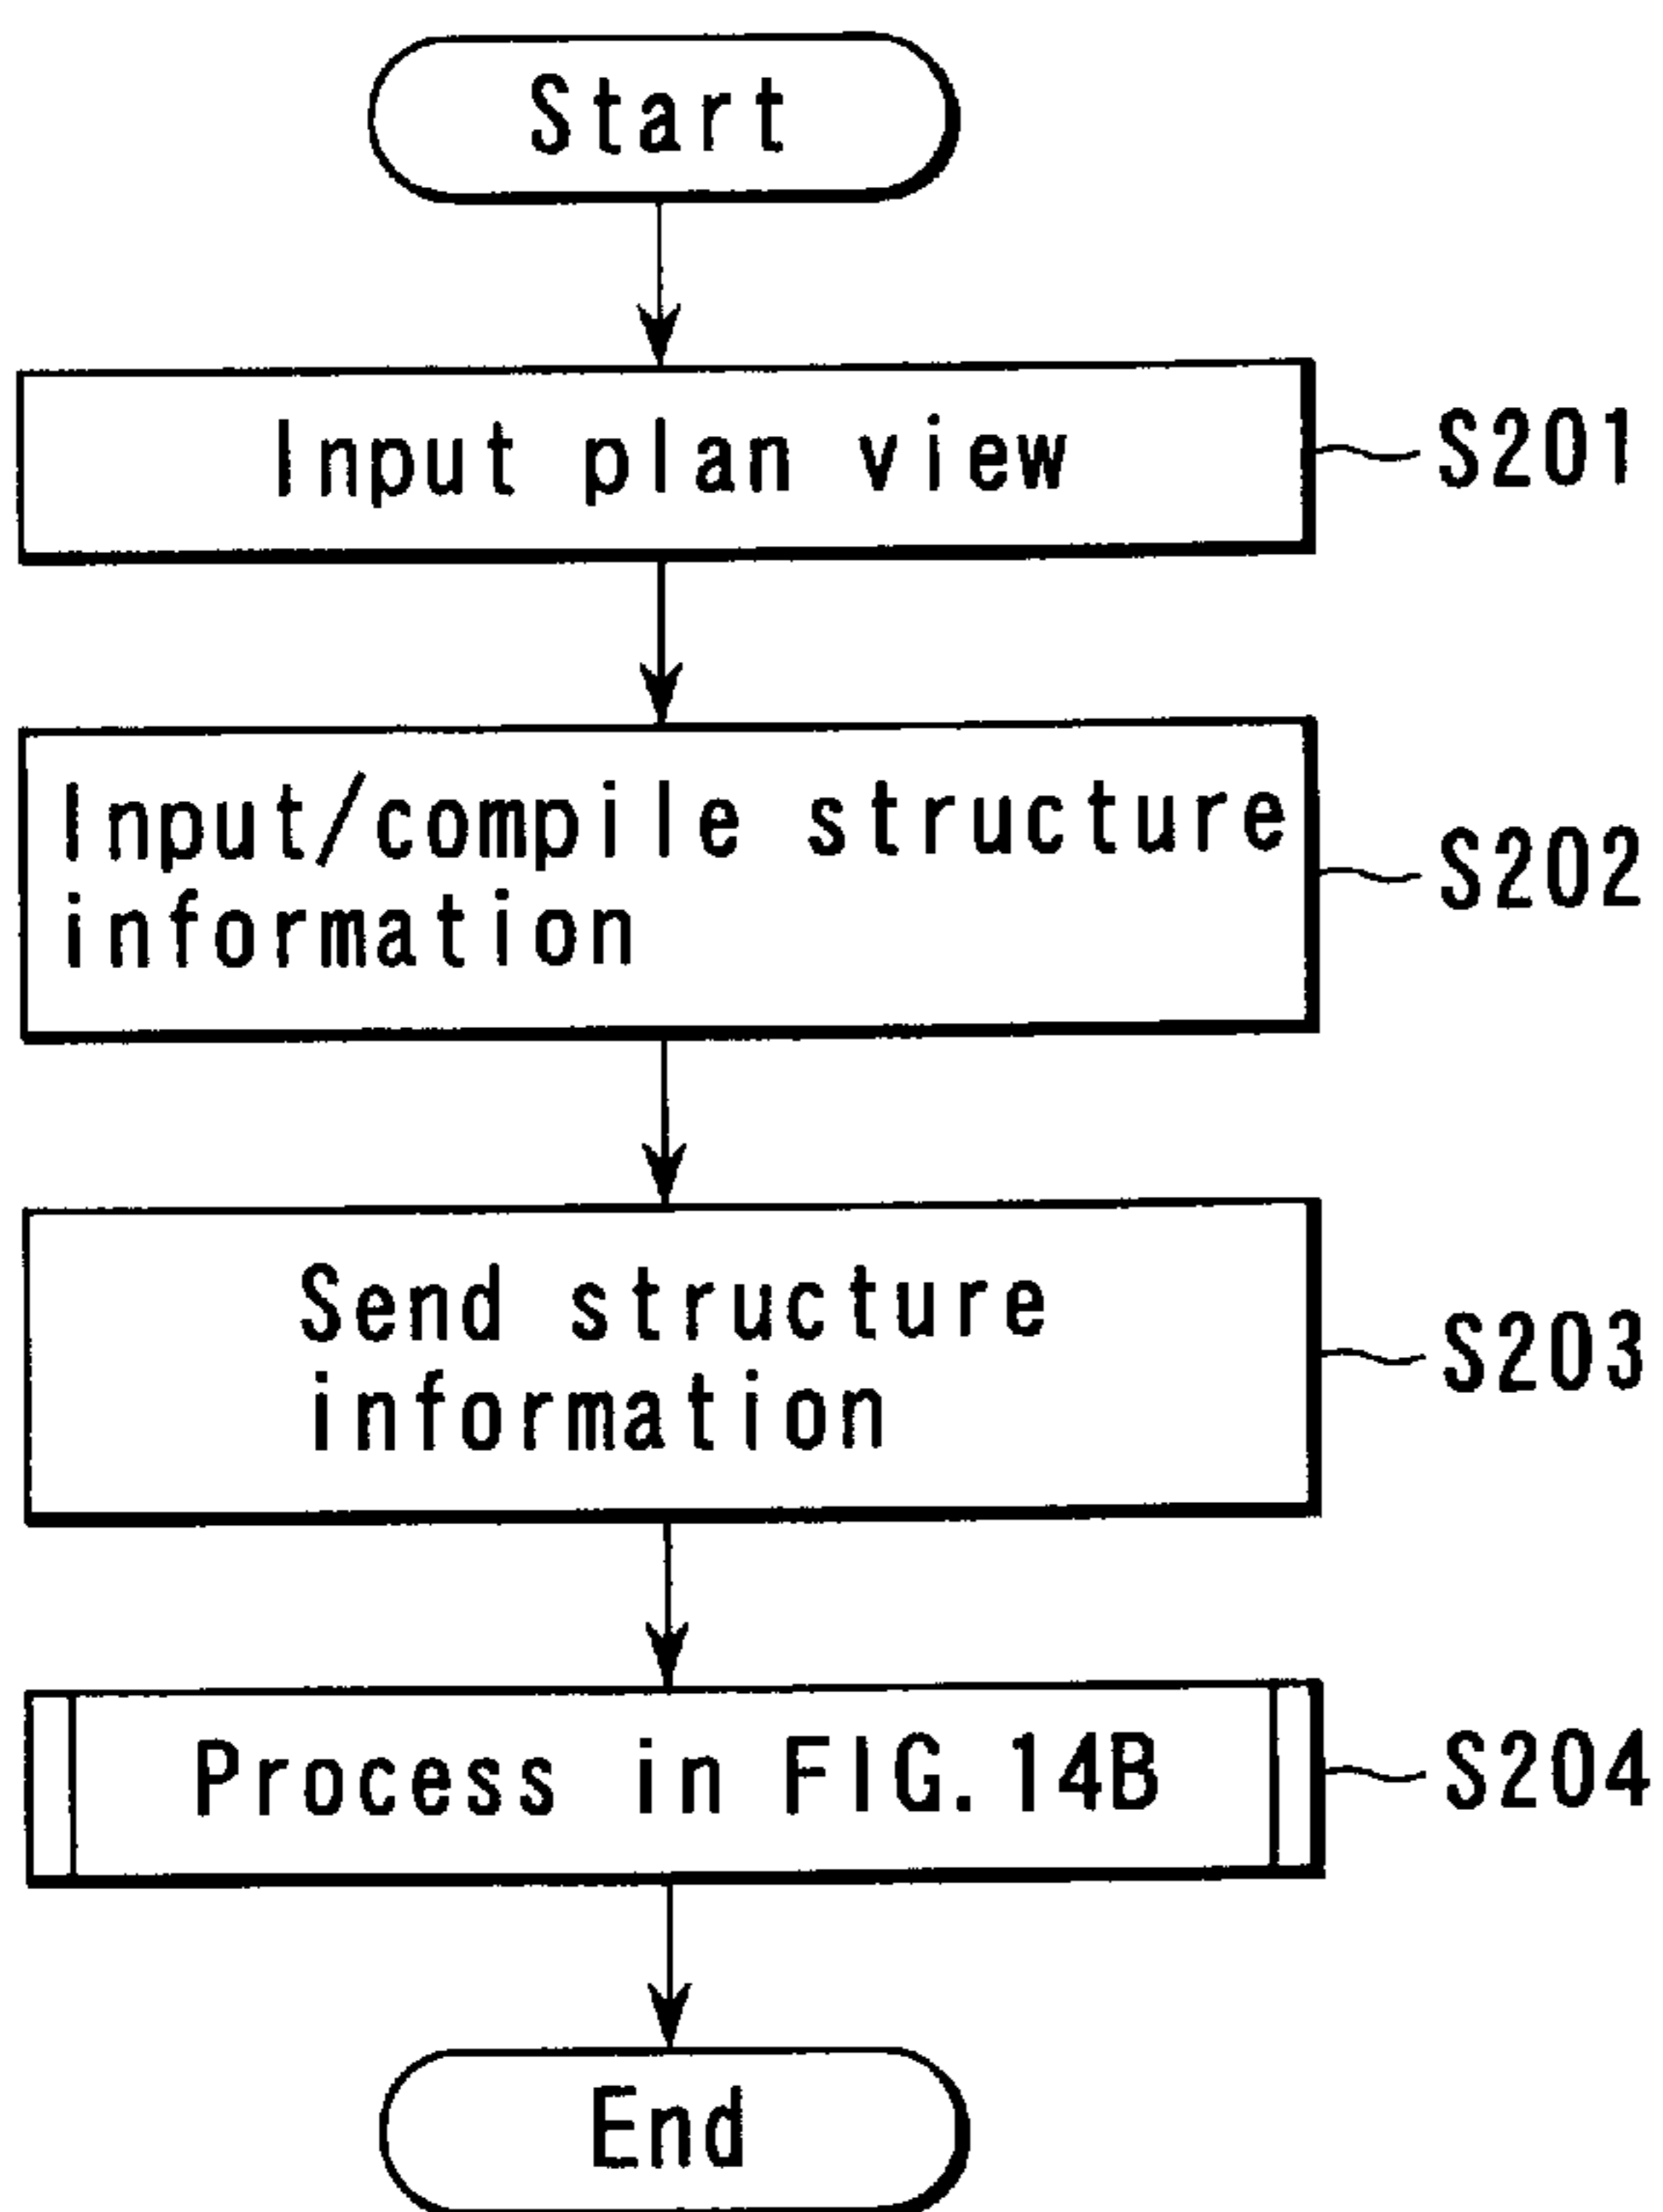 Start
Input plan view
S201
Input/compile structure
information
S202
Send structure
information
S203
Process in FIG. 14B
S204
End